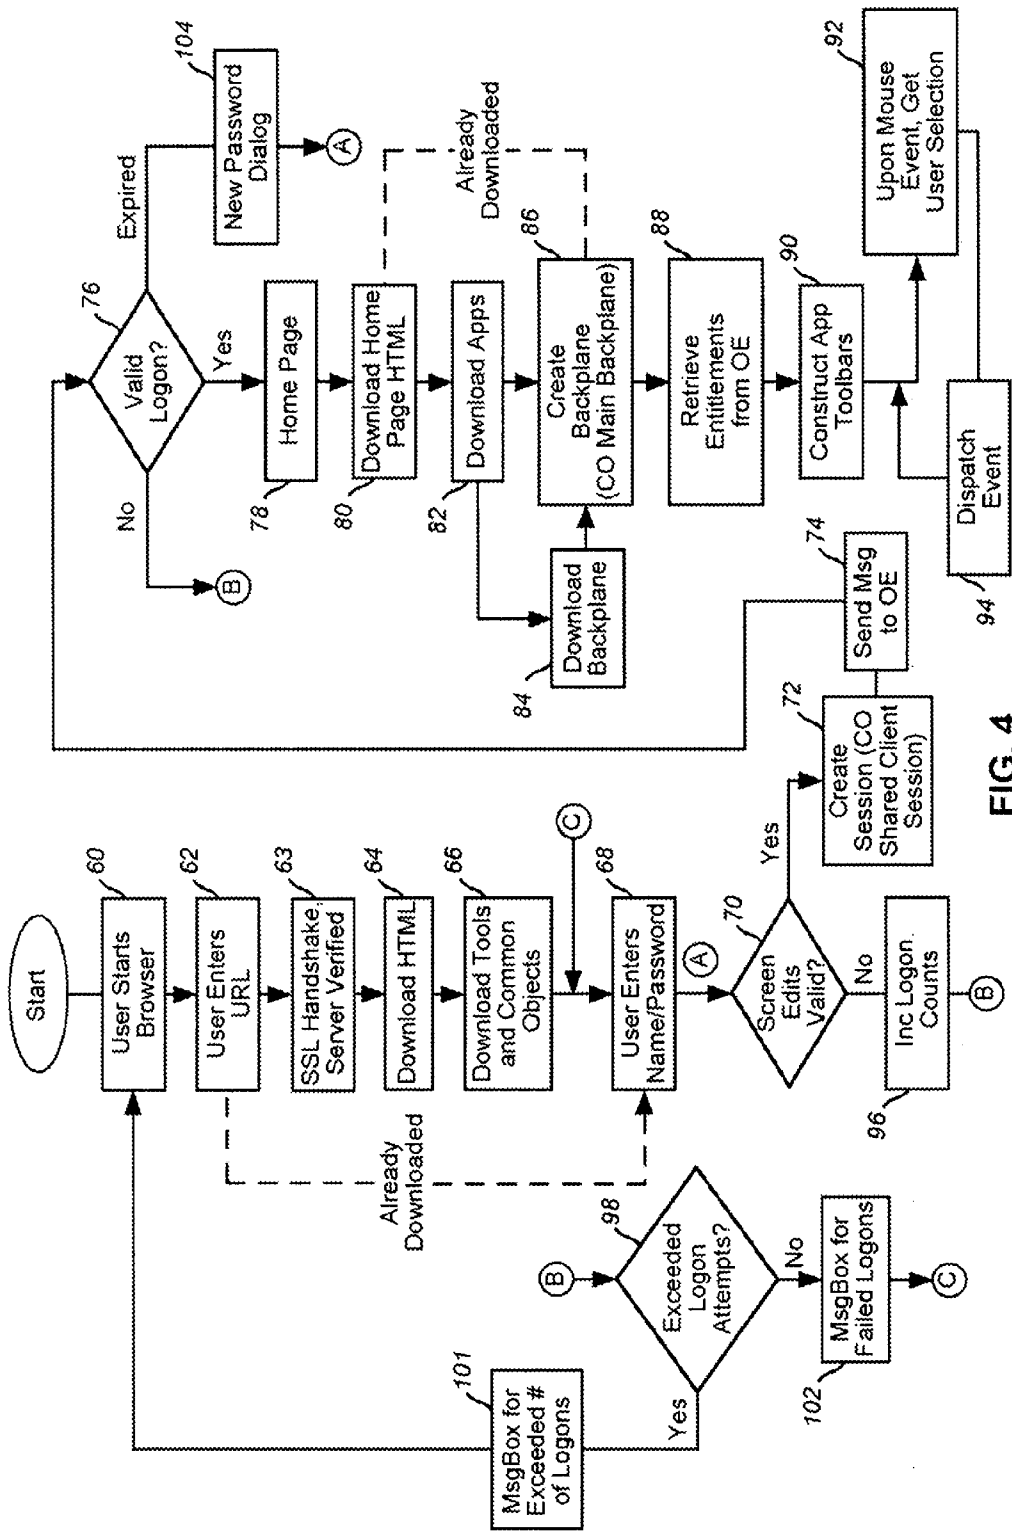 Start
60
User Starts
Browser
62
User Enters
URL
63
SSL Handshake,
Server Verified
64
Download HTML
66
Download Tools
and Common
Objects
C
68
User Enters
Name/Password
Already
Downloaded
A
70
Screen
Edits
Valid?
Yes
No
72
Create
Session (CO
Shared Client
Session)
74
Send Msg
to OE
96
Inc Logon
Counts
B
B
98
Exceeded
Logon
Attempts?
Yes
No
101
MsgBox for
Exceeded #
of Logons
102
MsgBox for
Failed Logons
C
76
Valid
Logon?
No
Yes
Expired
B
104
New Password
Dialog
A
78
Home Page
80
Download Home
Page HTML
Already
Downloaded
82
Download Apps
84
Download
Backplane
86
Create
Backplane
(CO Main Backplane)
88
Retrieve
Entitlements
from OE
90
Construct App
Toolbars
92
Upon Mouse
Event, Get
User Selection
94
Dispatch
Event
FIG. 4